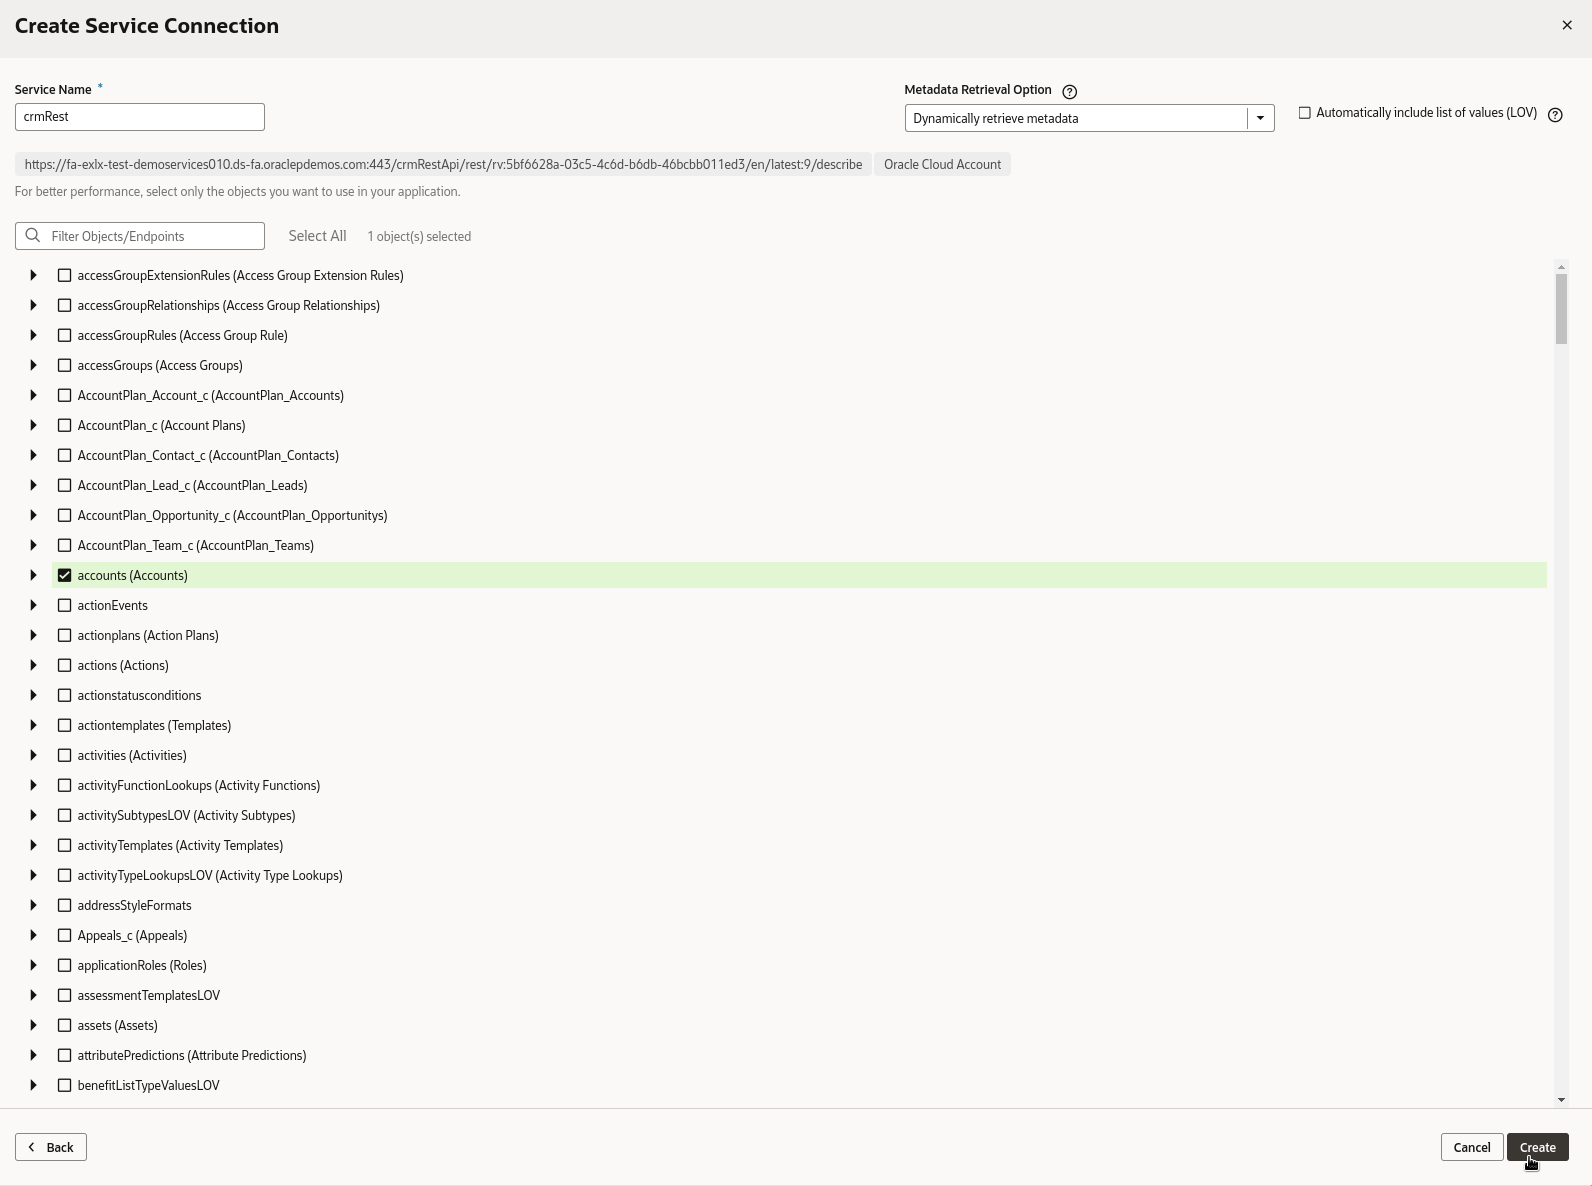 Create Service Connection
Service Name *
crmRest
Metadata Retrieval Option
Dynamically retrieve metadata
Automatically include list of values (LOV)
https://fa-exlx-test-demoservices010.ds-fa.oraclepdemos.com:443/crmRestApi/rest/rv:5bf6628a-03c5-4c6d-b6db-46bcbb011ed3/en/latest:9/describe Oracle Cloud Account
For better performance, select only the objects you want to use in your application.
Filter Objects/Endpoints Select All 1 object(s) selected
accessGroupExtensionRules (Access Group Extension Rules)
accessGroupRelationships (Access Group Relationships)
accessGroupRules (Access Group Rule)
accessGroups (Access Groups)
AccountPlan_Account_c (AccountPlan_Accounts)
AccountPlan_c (Account Plans)
AccountPlan_Contact_c (AccountPlan_Contacts)
AccountPlan_Lead_c (AccountPlan_Leads)
AccountPlan_Opportunity_c (AccountPlan_Opportunitys)
AccountPlan_Team_c (AccountPlan_Teams)
accounts (Accounts)
actionEvents
actionplans (Action Plans)
actions (Actions)
actionstatusconditions
actiontemplates (Templates)
activities (Activities)
activityFunctionLookups (Activity Functions)
activitySubtypesLOV (Activity Subtypes)
activityTemplates (Activity Templates)
activityTypeLookupsLOV (Activity Type Lookups)
addressStyleFormats
Appeals_c (Appeals)
applicationRoles (Roles)
assessmentTemplatesLOV
assets (Assets)
attributePredictions (Attribute Predictions)
benefitListTypeValuesLOV
Back Cancel Create